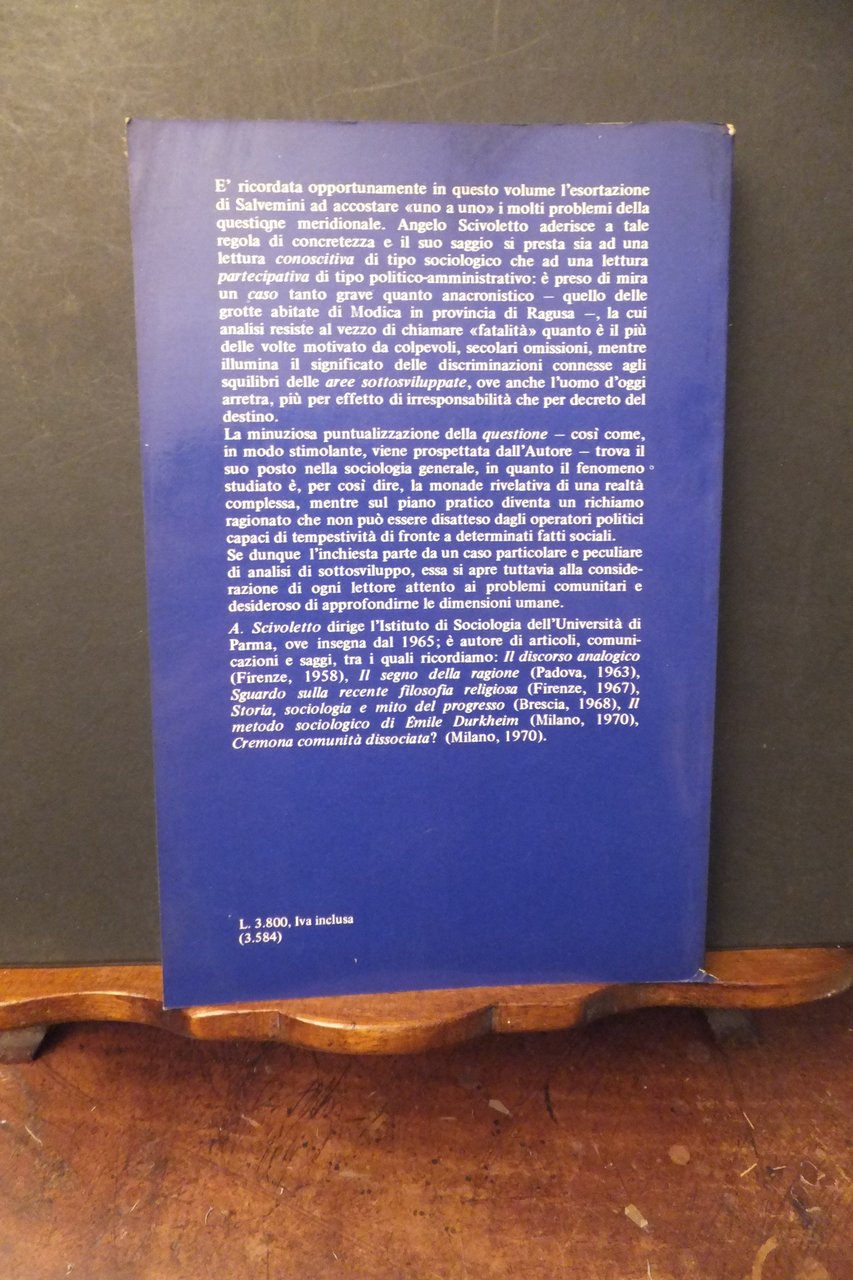 E' ricordata opportunamente in questo volume l'esortazione
di Salvemini ad accostare «uno a uno» i molti problemi della
questione meridionale. Angelo Scivoletto aderisce a tale
regola di concretezza e il suo saggio si presta sia ad una
lettura conoscitiva di tipo sociologico che ad una lettura
partecipativa di tipo politico-amministrativo: è preso di mira
un caso tanto grave quanto anacronistico — quello delle
grotte abitate di Modica in provincia di Ragusa —, la cui
analisi resiste al vezzo di chiamare «fatalità» quanto è il più
delle volte motivato da colpevoli, secolari omissioni, mentre
illumina il significato delle discriminazioni connesse agli
squilibri delle aree sottosviluppate, ove anche l'uomo d'oggi
arretra, più per effetto di irresponsabilità che per decreto del
destino.
La minuziosa puntualizzazione della questione — così come,
in modo stimolante, viene prospettata dall'Autore — trova il
suo posto nella sociologia generale, in quanto il fenomeno
studiato è, per così dire, la monade rivelativa di una realtà
complessa, mentre sul piano pratico diventa un richiamo
ragionato che non può essere disatteso dagli operatori politici
capaci di tempestività di fronte a determinati fatti sociali.
Se dunque l'inchiesta parte da un caso particolare e peculiare
di analisi di sottosviluppo, essa si apre tuttavia alla conside-
razione di ogni lettore attento ai problemi comunitari e
desideroso di approfondirne le dimensioni umane.
A. Scivoletto dirige l'Istituto di Sociologia dell'Università di
Parma, ove insegna dal 1965; è autore di articoli, comuni-
cazioni e saggi, tra i quali ricordiamo: Il discorso analogico
(Firenze, 1958), Il segno della ragione (Padova, 1963),
Sguardo sulla recente filosofia religiosa (Firenze, 1967),
Storia, sociologia e mito del progresso (Brescia, 1968), Il
metodo sociologico di Émile Durkheim (Milano, 1970),
Cremona comunità dissociata? (Milano, 1970).
L. 3.800, Iva inclusa
(3.584)